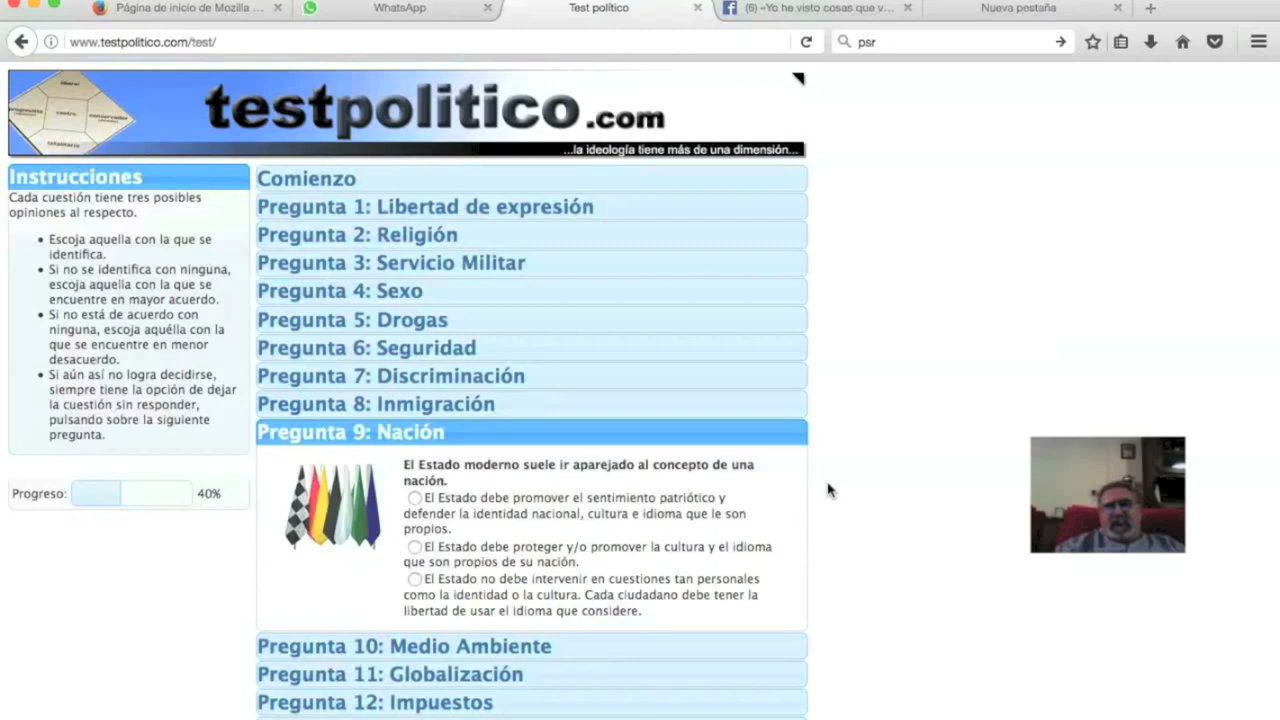 Página de inicio de Mozilla ...
WhatsApp
Test político
(6) «Yo he visto cosas que v...
Nueva pestaña
www.testpolitico.com/test/
psr
testpolitico.com
...la ideología tiene más de una dimensión...
Instrucciones
Cada cuestión tiene tres posibles
opiniones al respecto.
Escoja aquella con la que se
identifica.
Si no se identifica con ninguna,
escoja aquella con la que se
encuentre en mayor acuerdo.
Si no está de acuerdo con
ninguna, escoja aquélla con la
que se encuentre en menor
desacuerdo.
Si aún así no logra decidirse,
siempre tiene la opción de dejar
la cuestión sin responder,
pulsando sobre la siguiente
pregunta.
Progreso: 40%
Comienzo
Pregunta 1: Libertad de expresión
Pregunta 2: Religión
Pregunta 3: Servicio Militar
Pregunta 4: Sexo
Pregunta 5: Drogas
Pregunta 6: Seguridad
Pregunta 7: Discriminación
Pregunta 8: Inmigración
Pregunta 9: Nación
El Estado moderno suele ir aparejado al concepto de una
nación.
El Estado debe promover el sentimiento patriótico y
defender la identidad nacional, cultura e idioma que le son
propios.
El Estado debe proteger y/o promover la cultura y el idioma
que son propios de su nación.
El Estado no debe intervenir en cuestiones tan personales
como la identidad o la cultura. Cada ciudadano debe tener la
libertad de usar el idioma que considere.
Pregunta 10: Medio Ambiente
Pregunta 11: Globalización
Pregunta 12: Impuestos